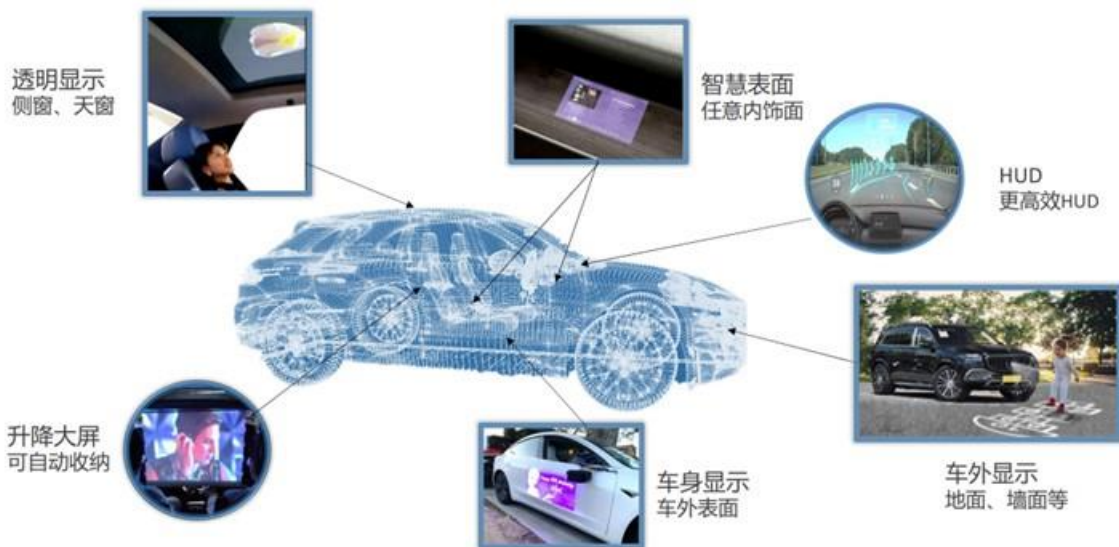 透明显示
侧窗、天窗
智慧表面
任意内饰面
HUD
更高效HUD
升降大屏
可自动收纳
车身显示
车外表面
车外显示
地面、墙面等